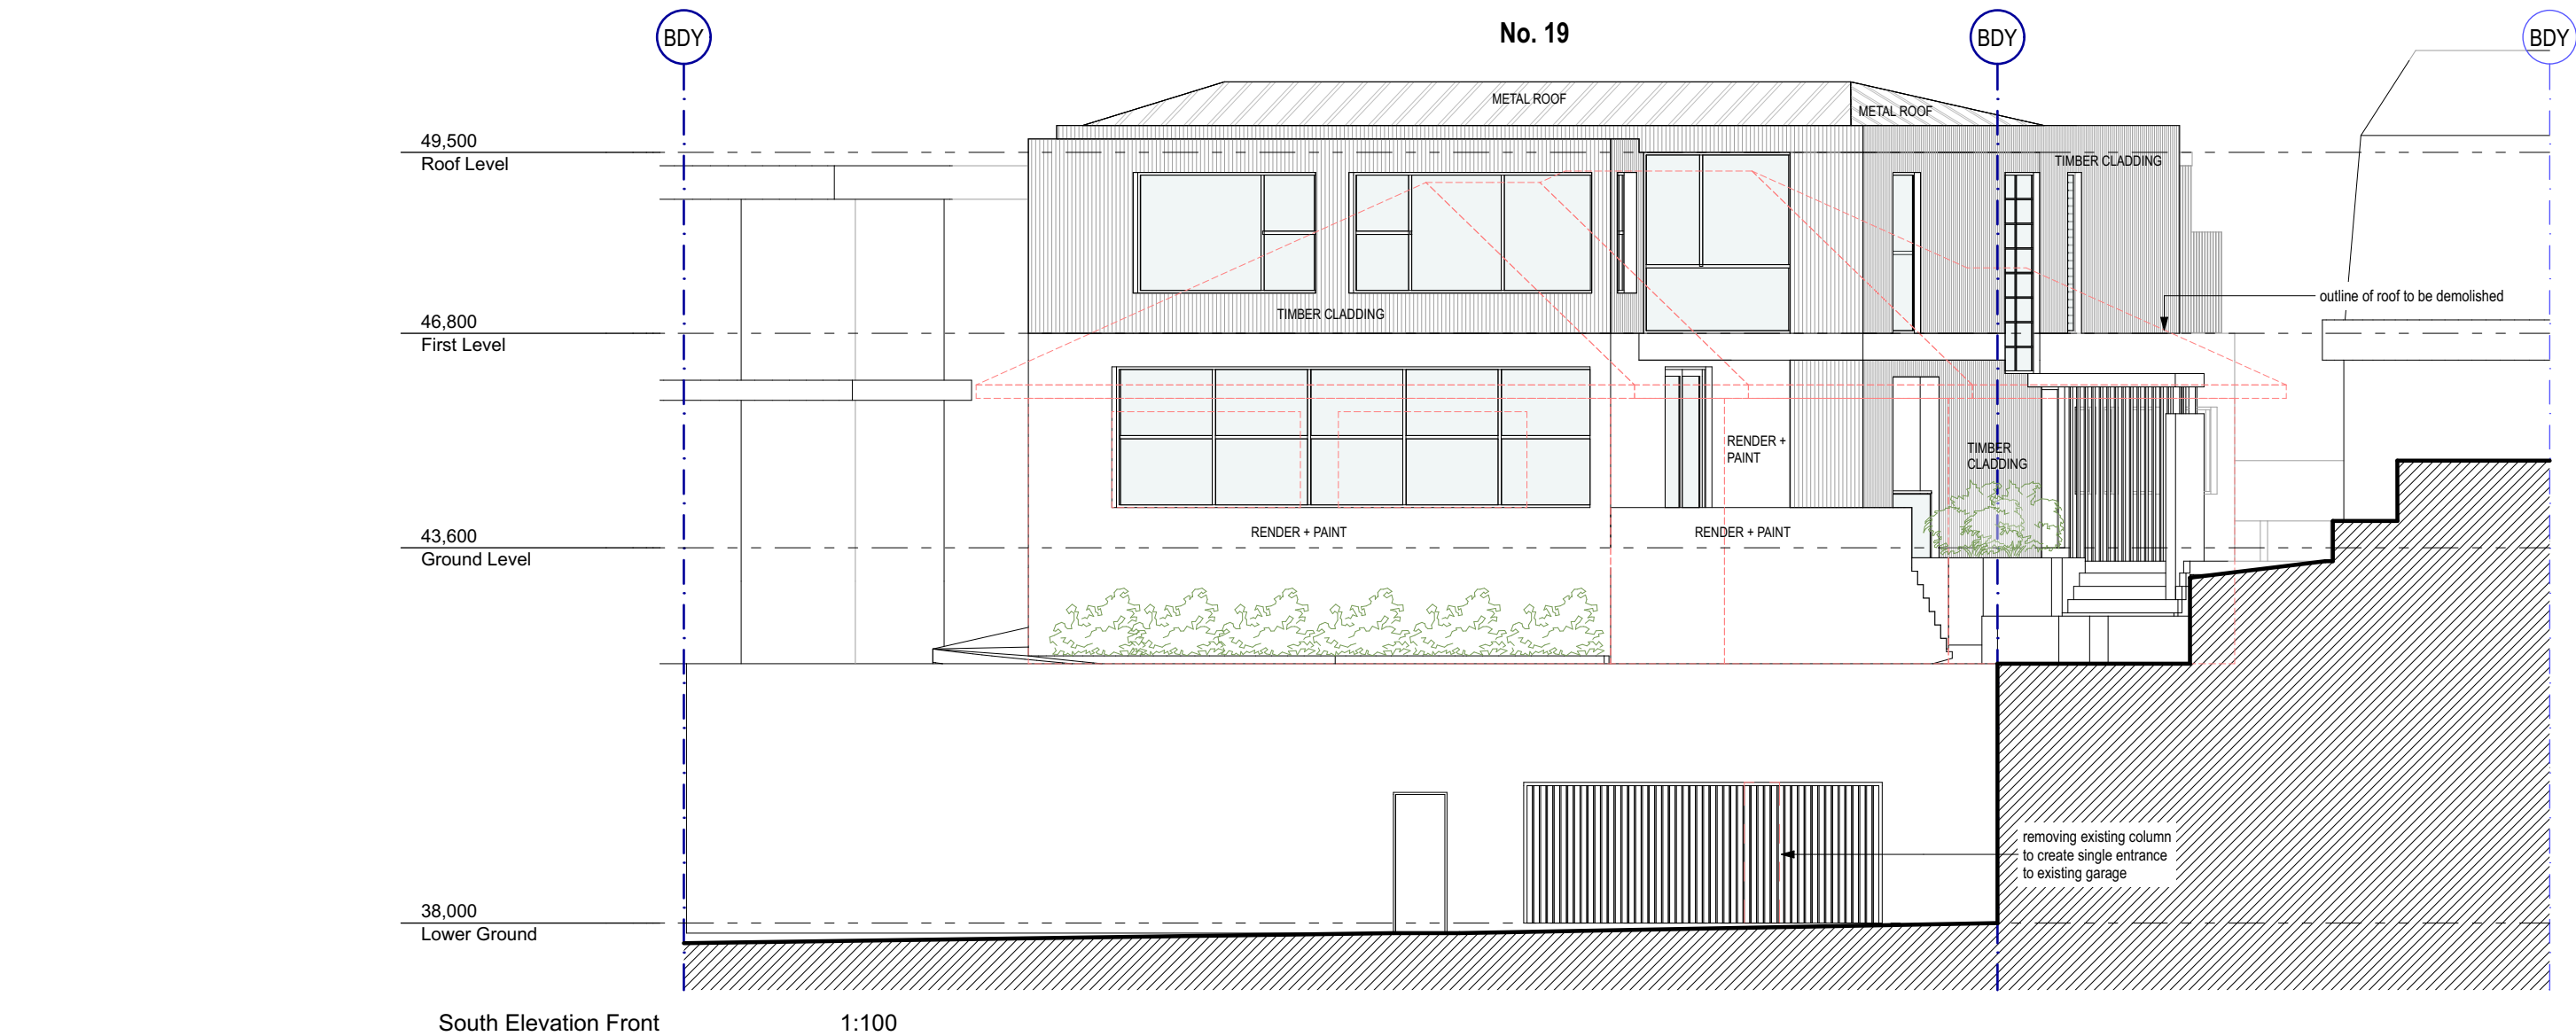 BDY
No. 19
BDY
BDY
METAL ROOF
METAL ROOF
49,500
Roof Level
TIMBER CLADDING
outline of roof to be demolished
TIMBER CLADDING
46,800
First Level
RENDER +
PAINT
TIMBER
CLADDING
RENDER + PAINT
RENDER + PAINT
43,600
Ground Level
removing existing column
to create single entrance
to existing garage
38,000
Lower Ground
South Elevation Front
1:100